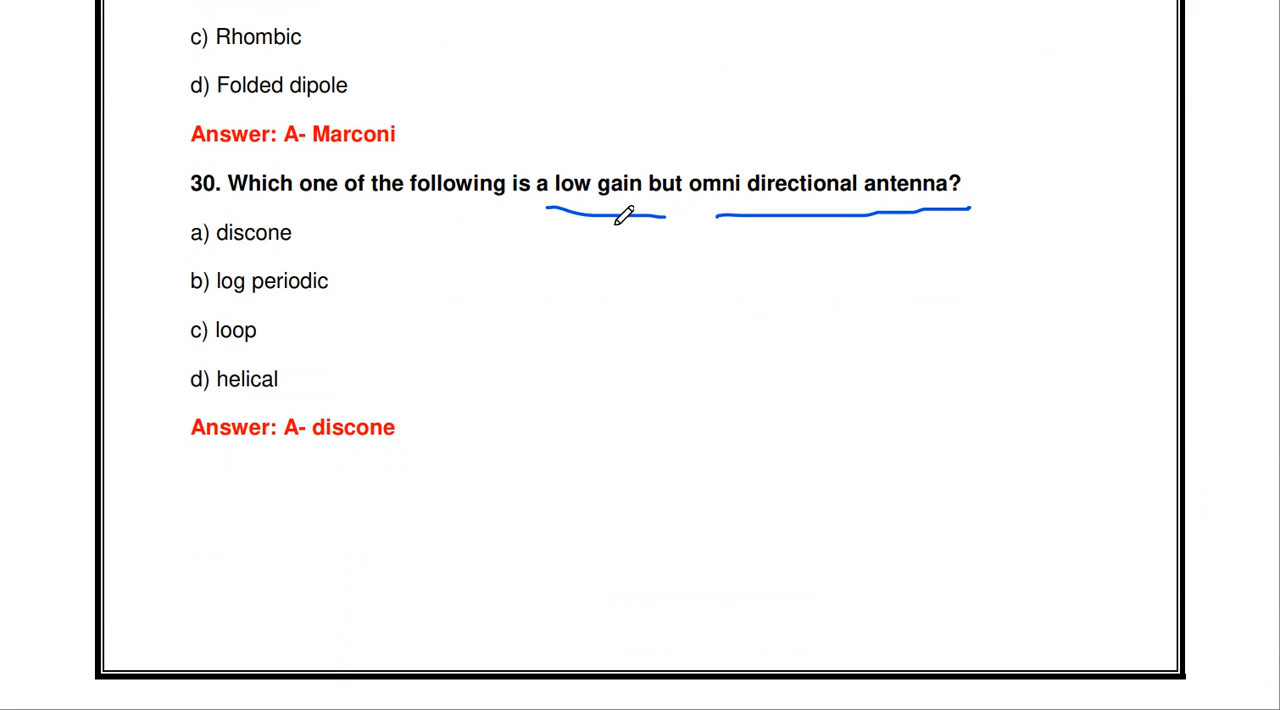 c) Rhombic
d) Folded dipole
Answer: A- Marconi
30. Which one of the following is a low gain but omni directional antenna?
a) discone
b) log periodic
c) loop
d) helical
Answer: A- discone